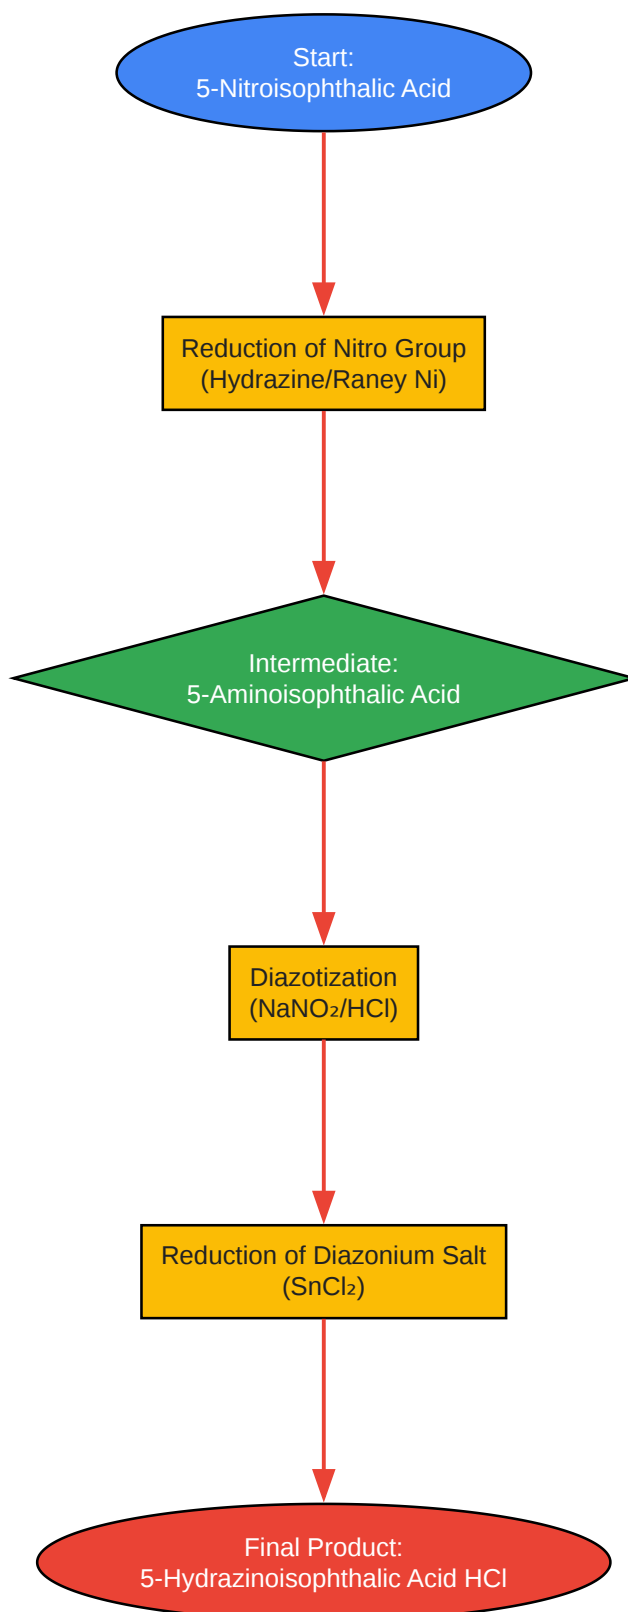 Start:
5-Nitroisophthalic Acid
Reduction of Nitro Group
(Hydrazine/Raney Ni)
Intermediate:
5-Aminoisophthalic Acid
Diazotization
(NaNO₂/HCl)
Reduction of Diazonium Salt
(SnCl₂)
Final Product:
5-Hydrazinoisophthalic Acid HCl